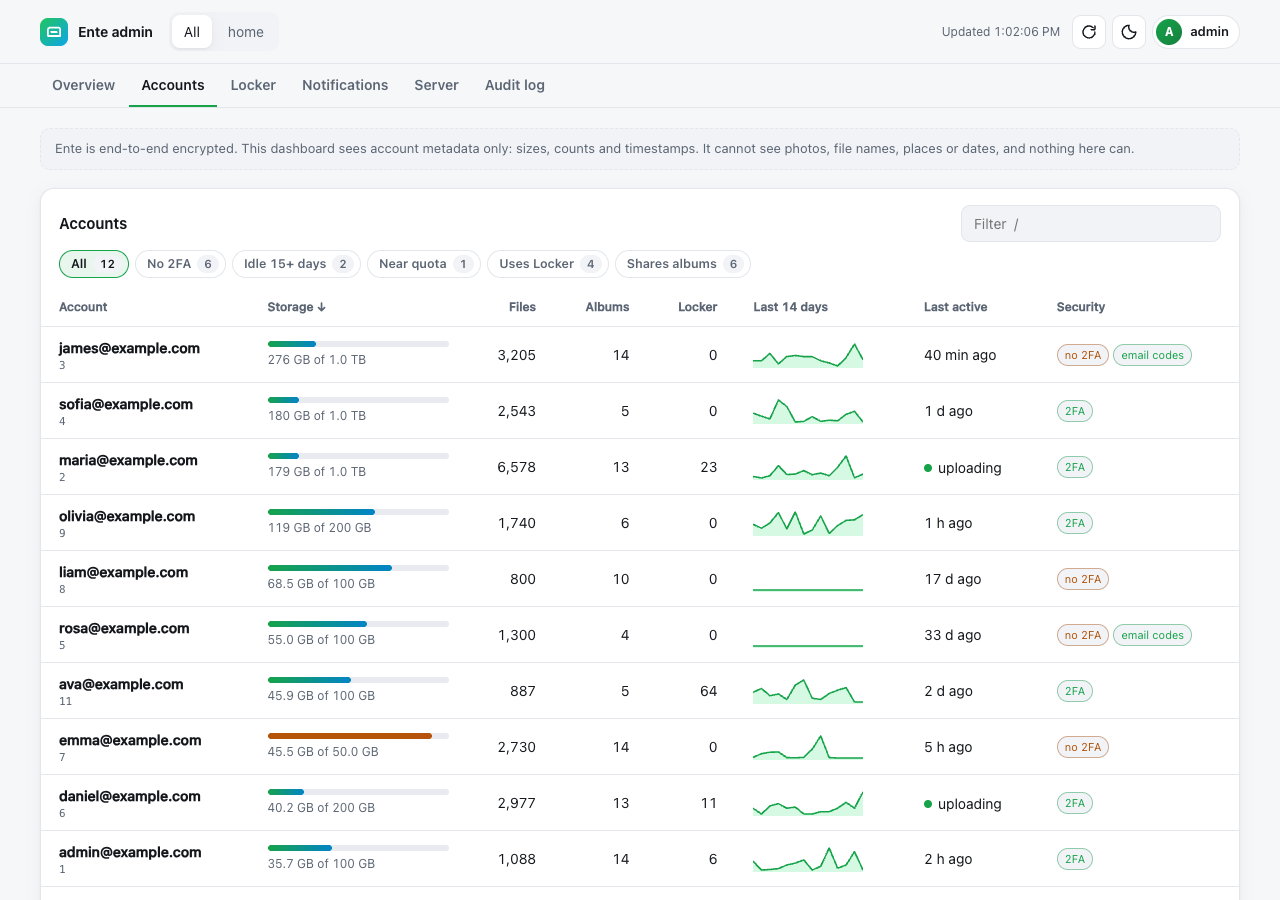 Ente admin All home Updated 1:02:06 PM A admin
Overview Accounts Locker Notifications Server Audit log
Ente is end-to-end encrypted. This dashboard sees account metadata only: sizes, counts and timestamps. It cannot see photos, file names, places or dates, and nothing here can.
Accounts Filter /
All 12 No 2FA 6 Idle 15+ days 2 Near quota 1 Uses Locker 4 Shares albums 6
Account Storage ↓ Files Albums Locker Last 14 days Last active Security
james@example.com 3,205 14 0 40 min ago no 2FA email codes
3 276 GB of 1.0 TB
sofia@example.com 2,543 5 0 1 d ago 2FA
4 180 GB of 1.0 TB
maria@example.com 6,578 13 23 uploading 2FA
2 179 GB of 1.0 TB
olivia@example.com 1,740 6 0 1 h ago 2FA
9 119 GB of 200 GB
liam@example.com 800 10 0 17 d ago no 2FA
8 68.5 GB of 100 GB
rosa@example.com 1,300 4 0 33 d ago no 2FA email codes
5 55.0 GB of 100 GB
ava@example.com 887 5 64 2 d ago 2FA
11 45.9 GB of 100 GB
emma@example.com 2,730 14 0 5 h ago no 2FA
7 45.5 GB of 50.0 GB
daniel@example.com 2,977 13 11 uploading 2FA
6 40.2 GB of 200 GB
admin@example.com 1,088 14 6 2 h ago 2FA
1 35.7 GB of 100 GB